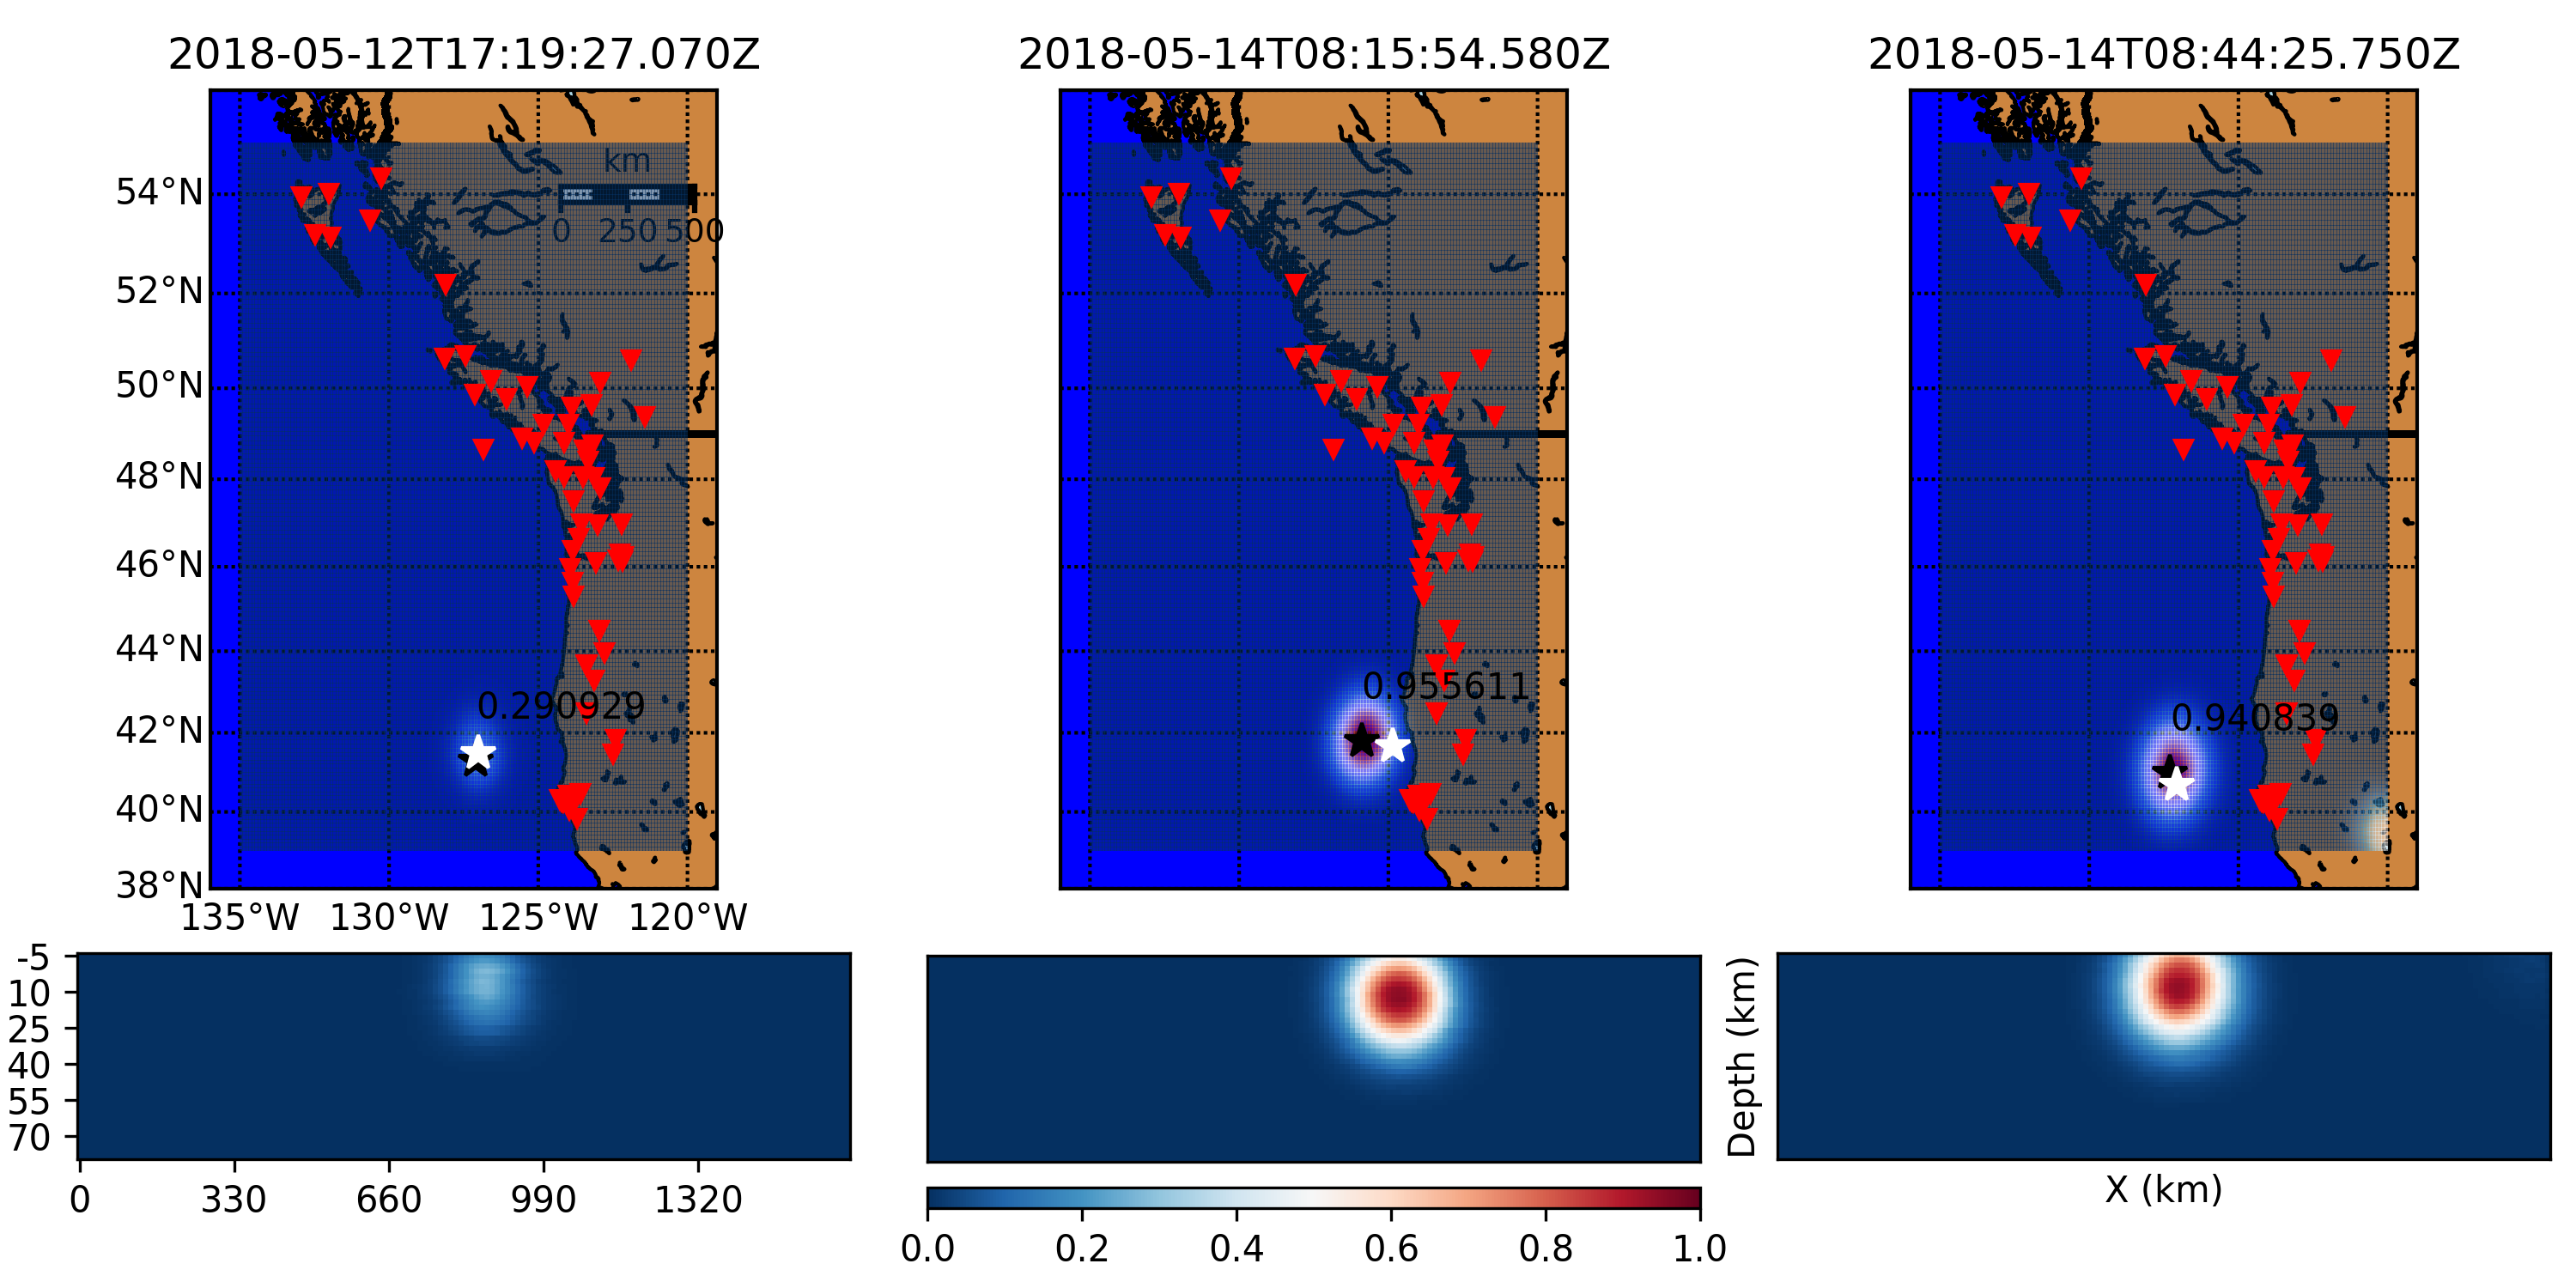 2018-05-12T17:19:27.070Z
2018-05-14T08:15:54.580Z
2018-05-14T08:44:25.750Z
km
0 250 500
54°N
52°N
50°N
48°N
46°N
44°N
42°N
40°N
38°N
0.290929
0.955611
0.940839
135°W 130°W 125°W 120°W
-5
10
25
40
55
70
0 330 660 990 1320
Depth (km)
X (km)
0.0 0.2 0.4 0.6 0.8 1.0